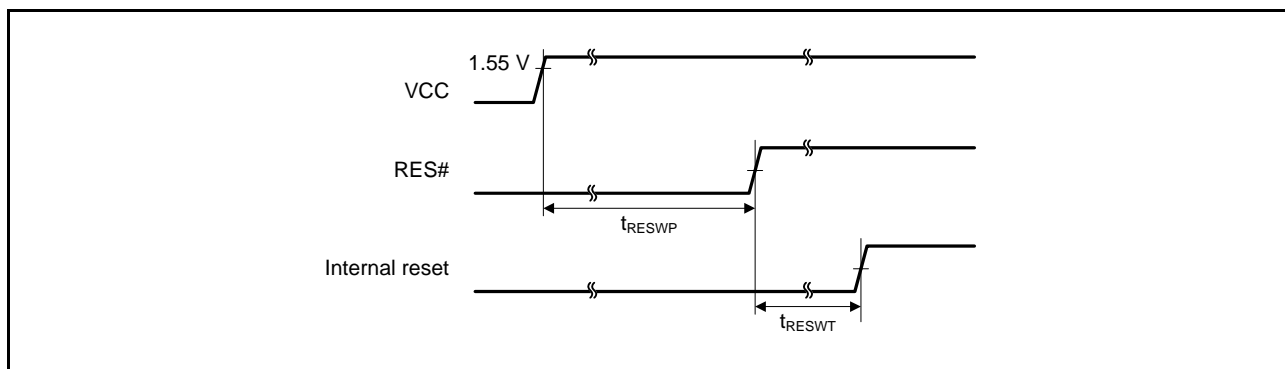 1.55 V
VCC
RES#
tRESWP
Internal reset
tRESWT